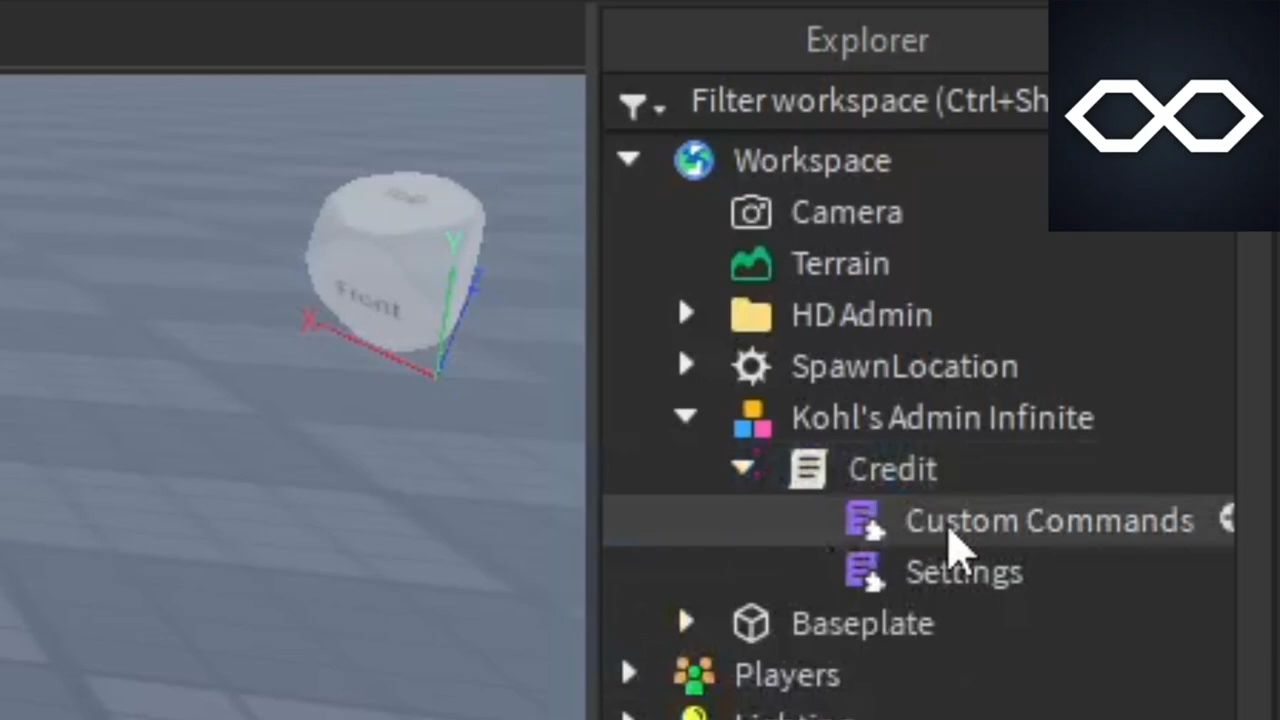 Explorer
Filter workspace (Ctrl+Sh
Workspace
Camera
Terrain
HD Admin
SpawnLocation
Kohl's Admin Infinite
Credit
Custom Commands
Settings
Baseplate
Players
Front
X
Y
Z